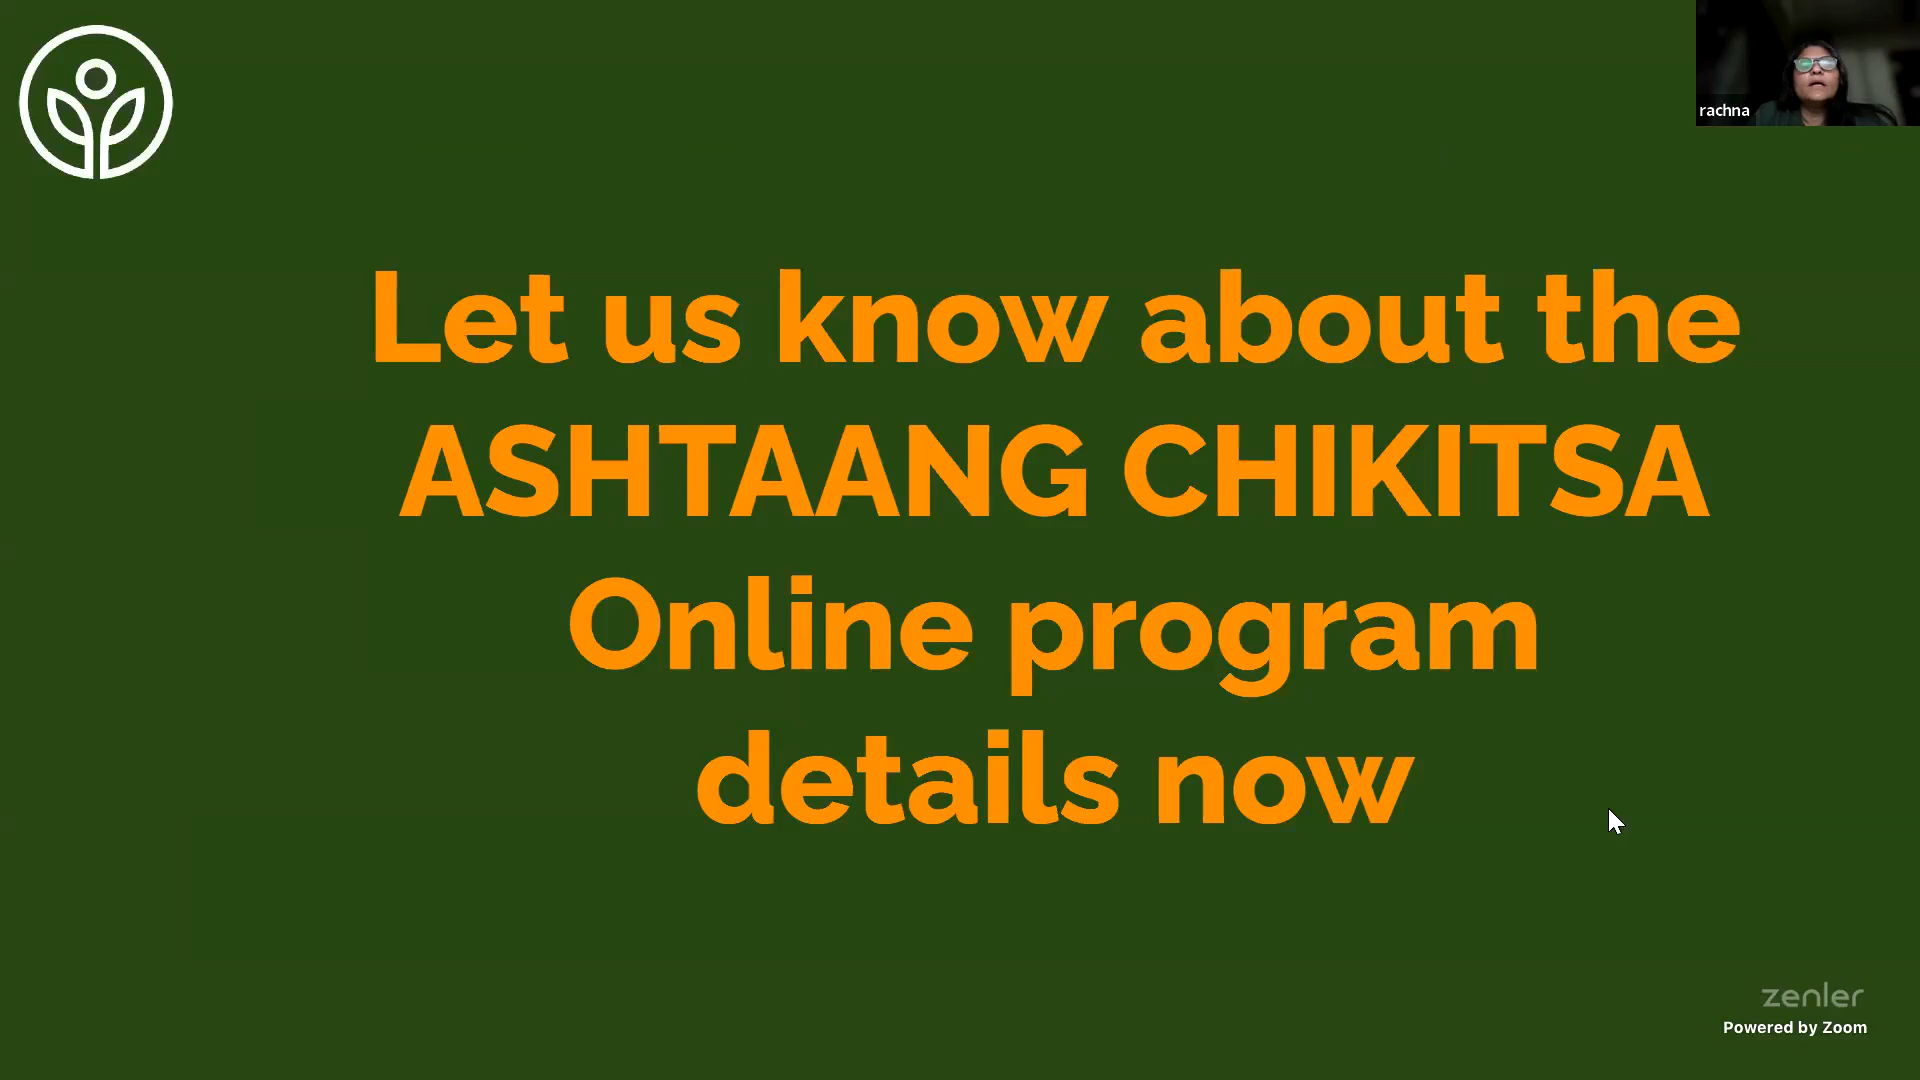 rachna
Let us know about the
ASHTAANG CHIKITSA
Online program
details now
zenler
Powered by Zoom